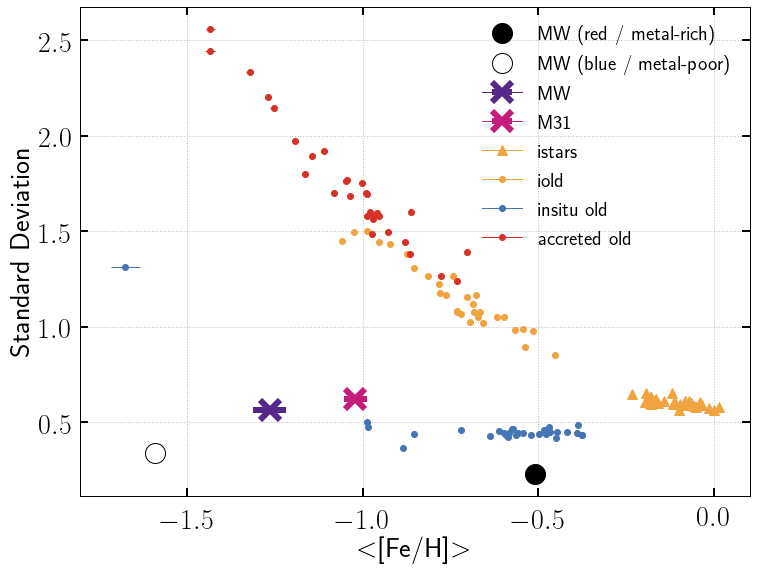 2.5
2.0
1.5
1.0
0.5
Standard Deviation
MW (red / metal-rich)
MW (blue / metal-poor)
MW
M31
istars
iold
insitu old
accreted old
−1.5
−1.0
−0.5
0.0
<[Fe/H]>